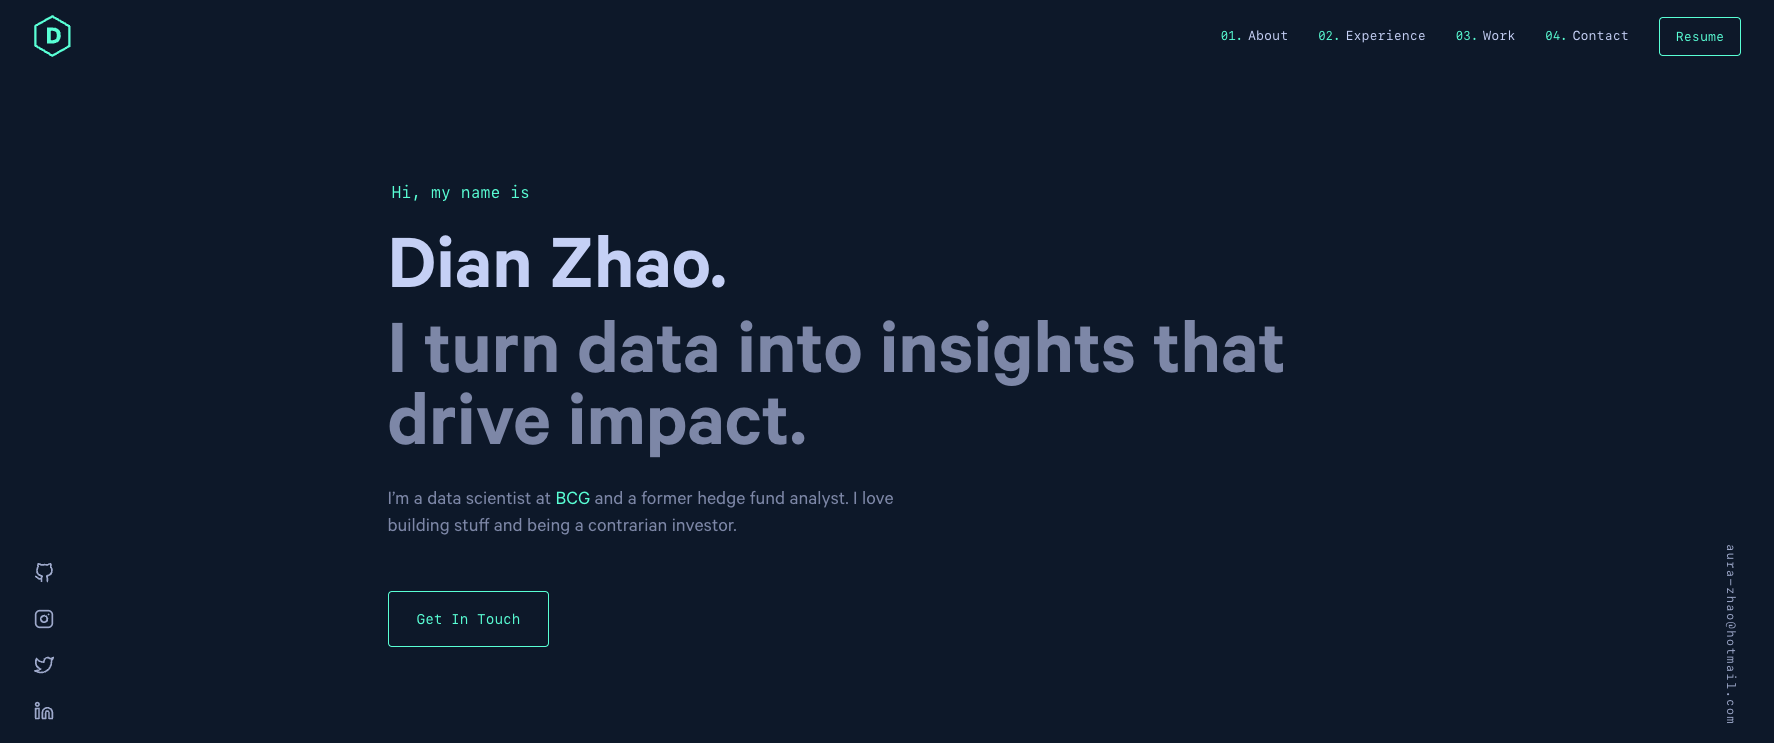 D
01. About
02. Experience
03. Work
04. Contact
Resume
Hi, my name is
Dian Zhao.
I turn data into insights that
drive impact.
I'm a data scientist at BCG and a former hedge fund analyst. I love
building stuff and being a contrarian investor.
Get In Touch
in
aura-zhao@hotmail.com